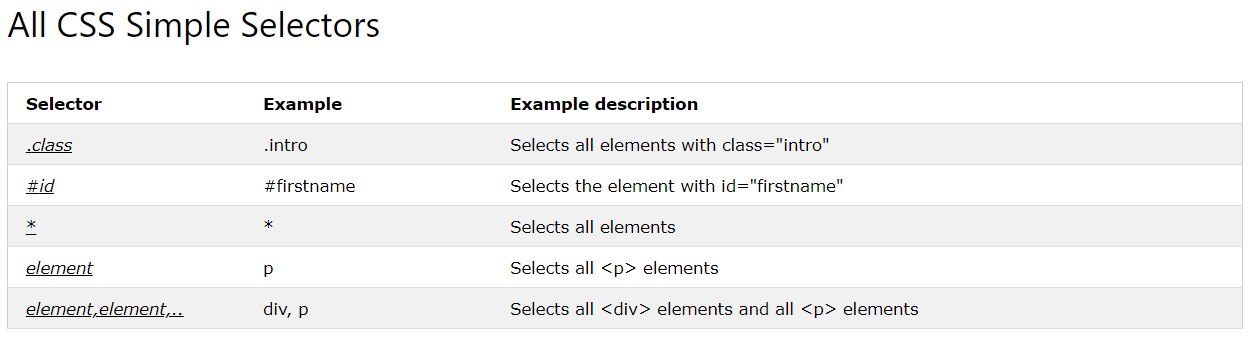 All CSS Simple Selectors
Selector Example Example description
.class .intro Selects all elements with class="intro"
#id #firstname Selects the element with id="firstname"
* * Selects all elements
element p Selects all <p> elements
element,element,.. div, p Selects all <div> elements and all <p> elements